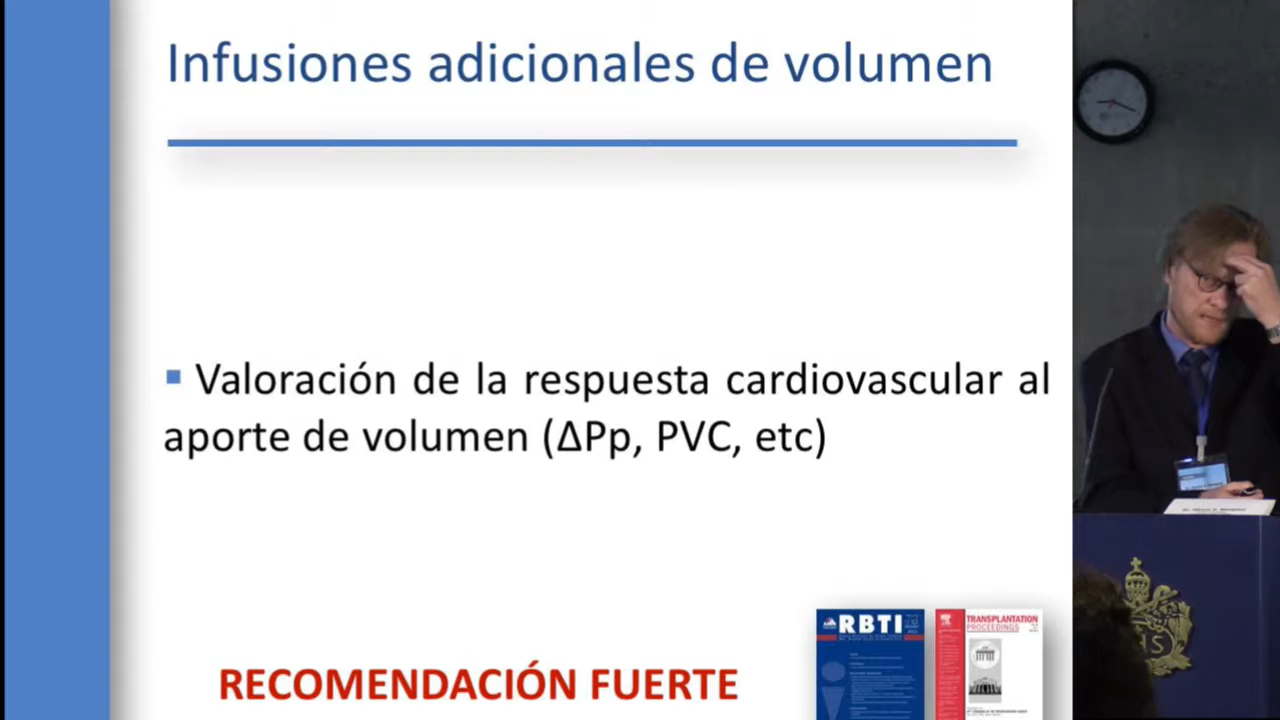 Infusiones adicionales de volumen
▪ Valoración de la respuesta cardiovascular al
aporte de volumen (ΔPp, PVC, etc)
RECOMENDACIÓN FUERTE
RBTI
TRANSPLANTATION
PROCEEDINGS